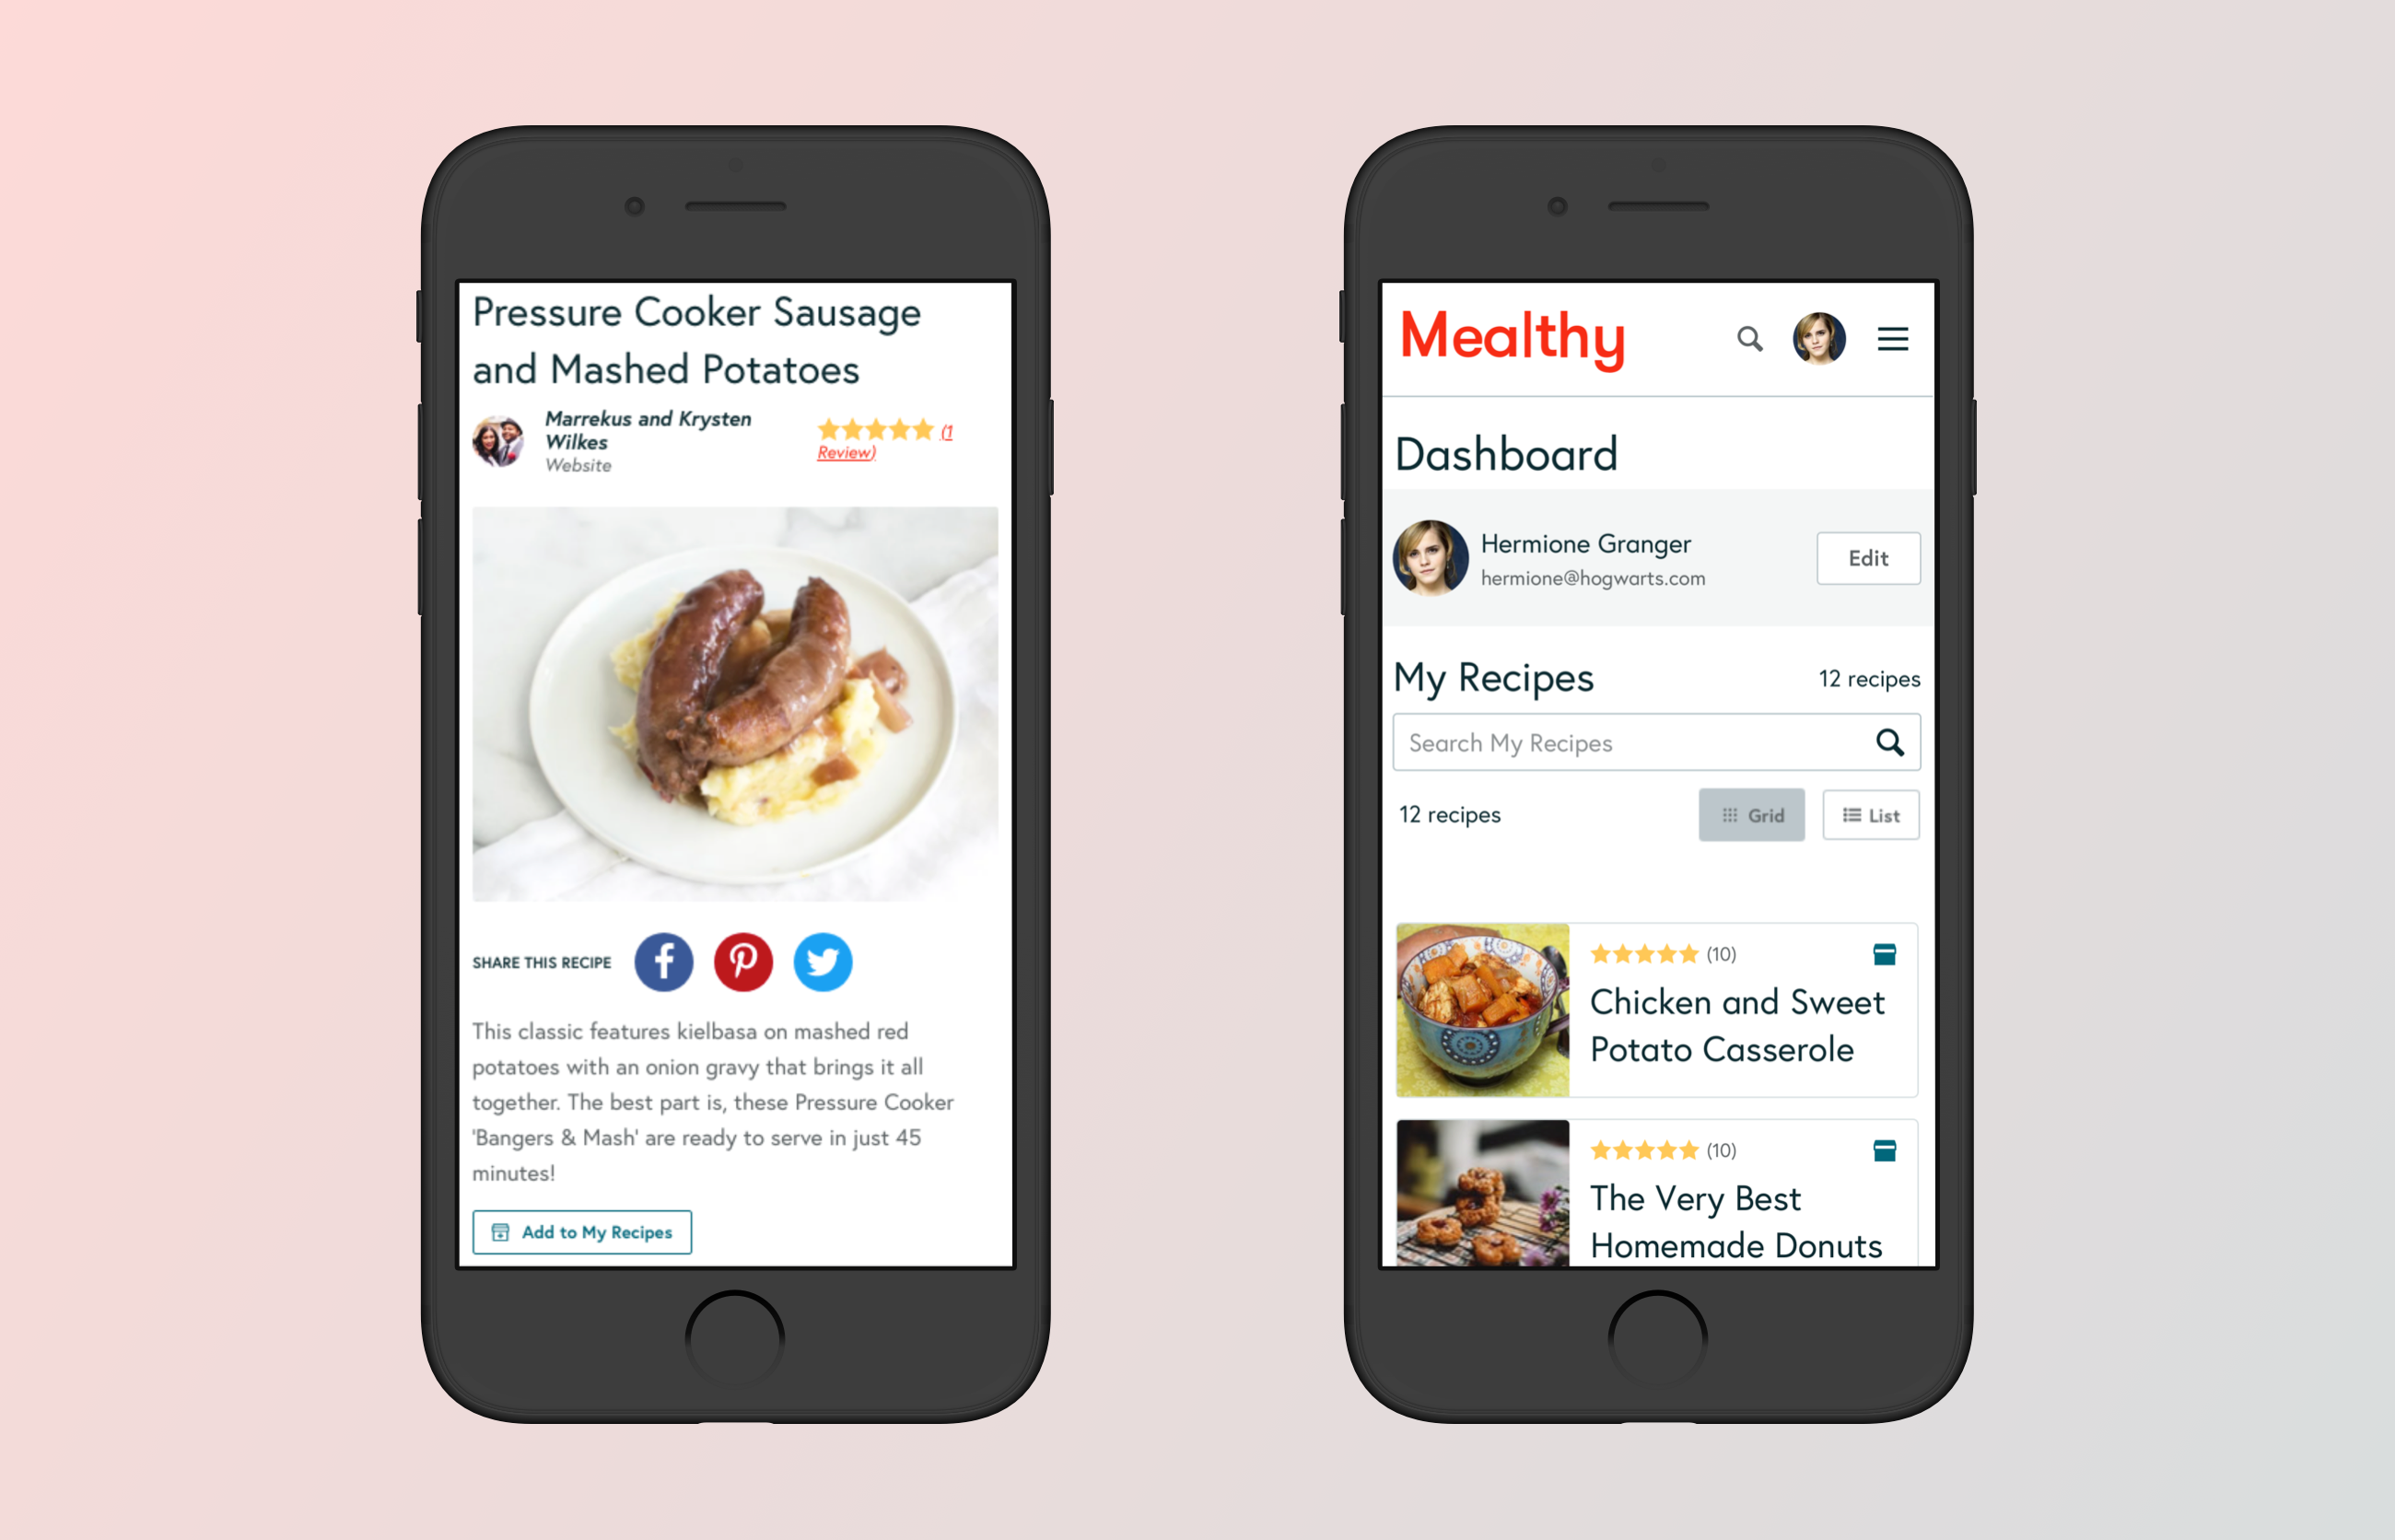 Pressure Cooker Sausage
and Mashed Potatoes
Marrekus and Krysten
Wilkes
Website
(1
Review)
SHARE THIS RECIPE
This classic features kielbasa on mashed red
potatoes with an onion gravy that brings it all
together. The best part is, these Pressure Cooker
'Bangers & Mash' are ready to serve in just 45
minutes!
Add to My Recipes
Mealthy
Dashboard
Hermione Granger
hermione@hogwarts.com
Edit
My Recipes
12 recipes
Search My Recipes
12 recipes
Grid
List
(10)
Chicken and Sweet
Potato Casserole
(10)
The Very Best
Homemade Donuts